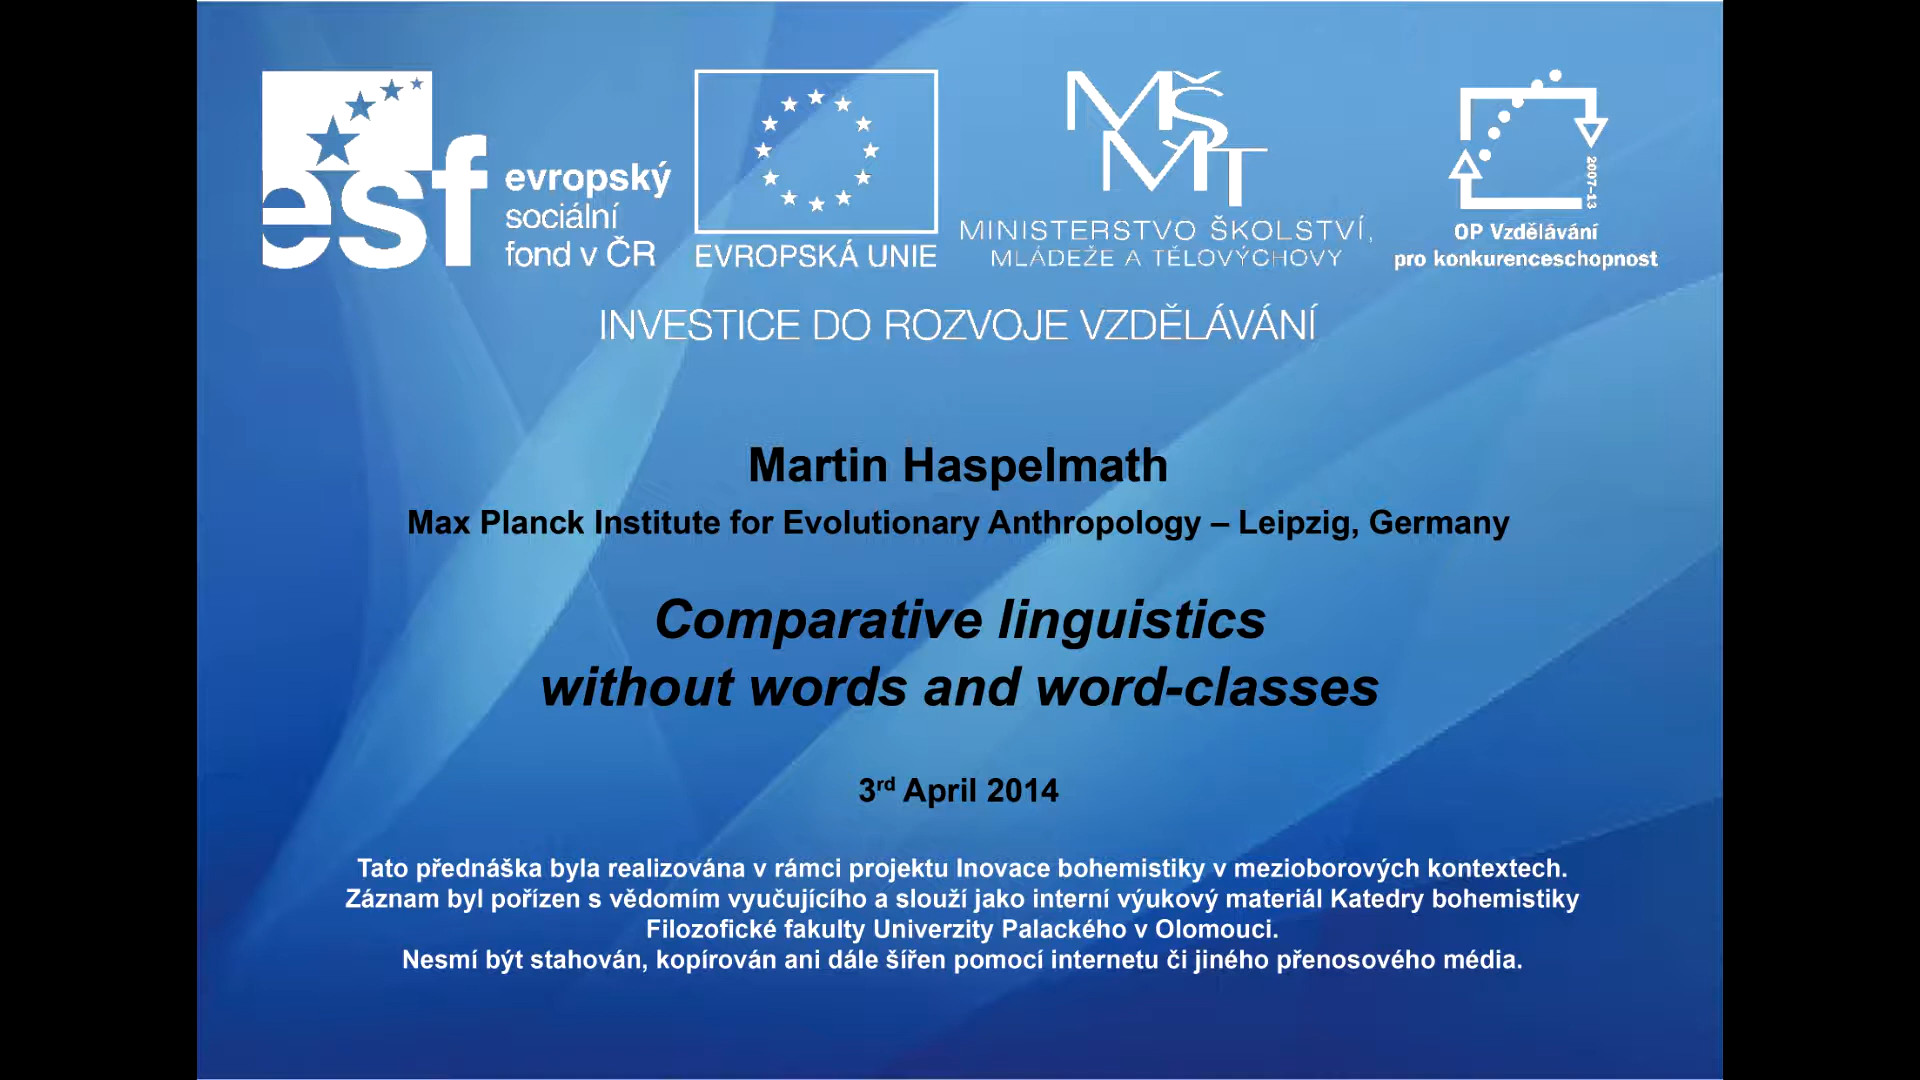 esf evropský
sociální
fond v ČR
EVROPSKÁ UNIE
MŠMT
MINISTERSTVO ŠKOLSTVÍ,
MLÁDEŽE A TĚLOVÝCHOVY
2007-13
OP Vzdělávání
pro konkurenceschopnost
INVESTICE DO ROZVOJE VZDĚLÁVÁNÍ
Martin Haspelmath
Max Planck Institute for Evolutionary Anthropology – Leipzig, Germany
Comparative linguistics
without words and word-classes
3rd April 2014
Tato přednáška byla realizována v rámci projektu Inovace bohemistiky v mezioborových kontextech.
Záznam byl pořízen s vědomím vyučujícího a slouží jako interní výukový materiál Katedry bohemistiky
Filozofické fakulty Univerzity Palackého v Olomouci.
Nesmí být stahován, kopírován ani dále šířen pomocí internetu či jiného přenosového média.